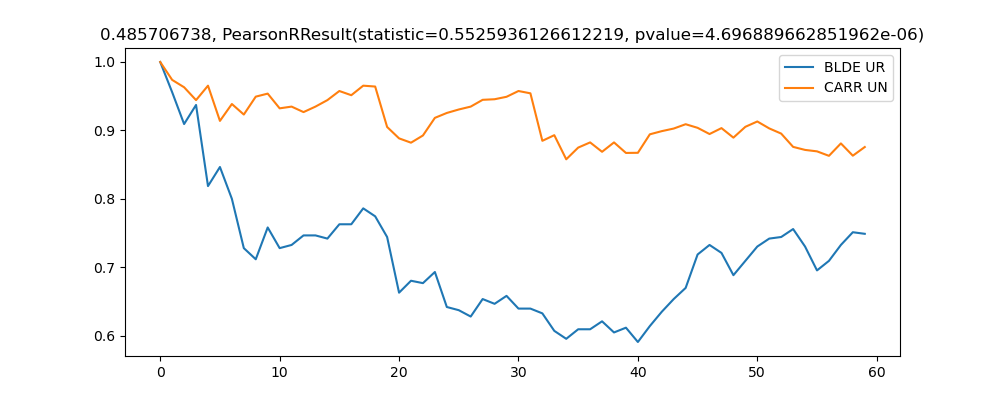 0.485706738, PearsonRResult(statistic=0.5525936126612219, pvalue=4.696889662851962e-06)
BLDE UR
CARR UN
1.0
0.9
0.8
0.7
0.6
0 10 20 30 40 50 60